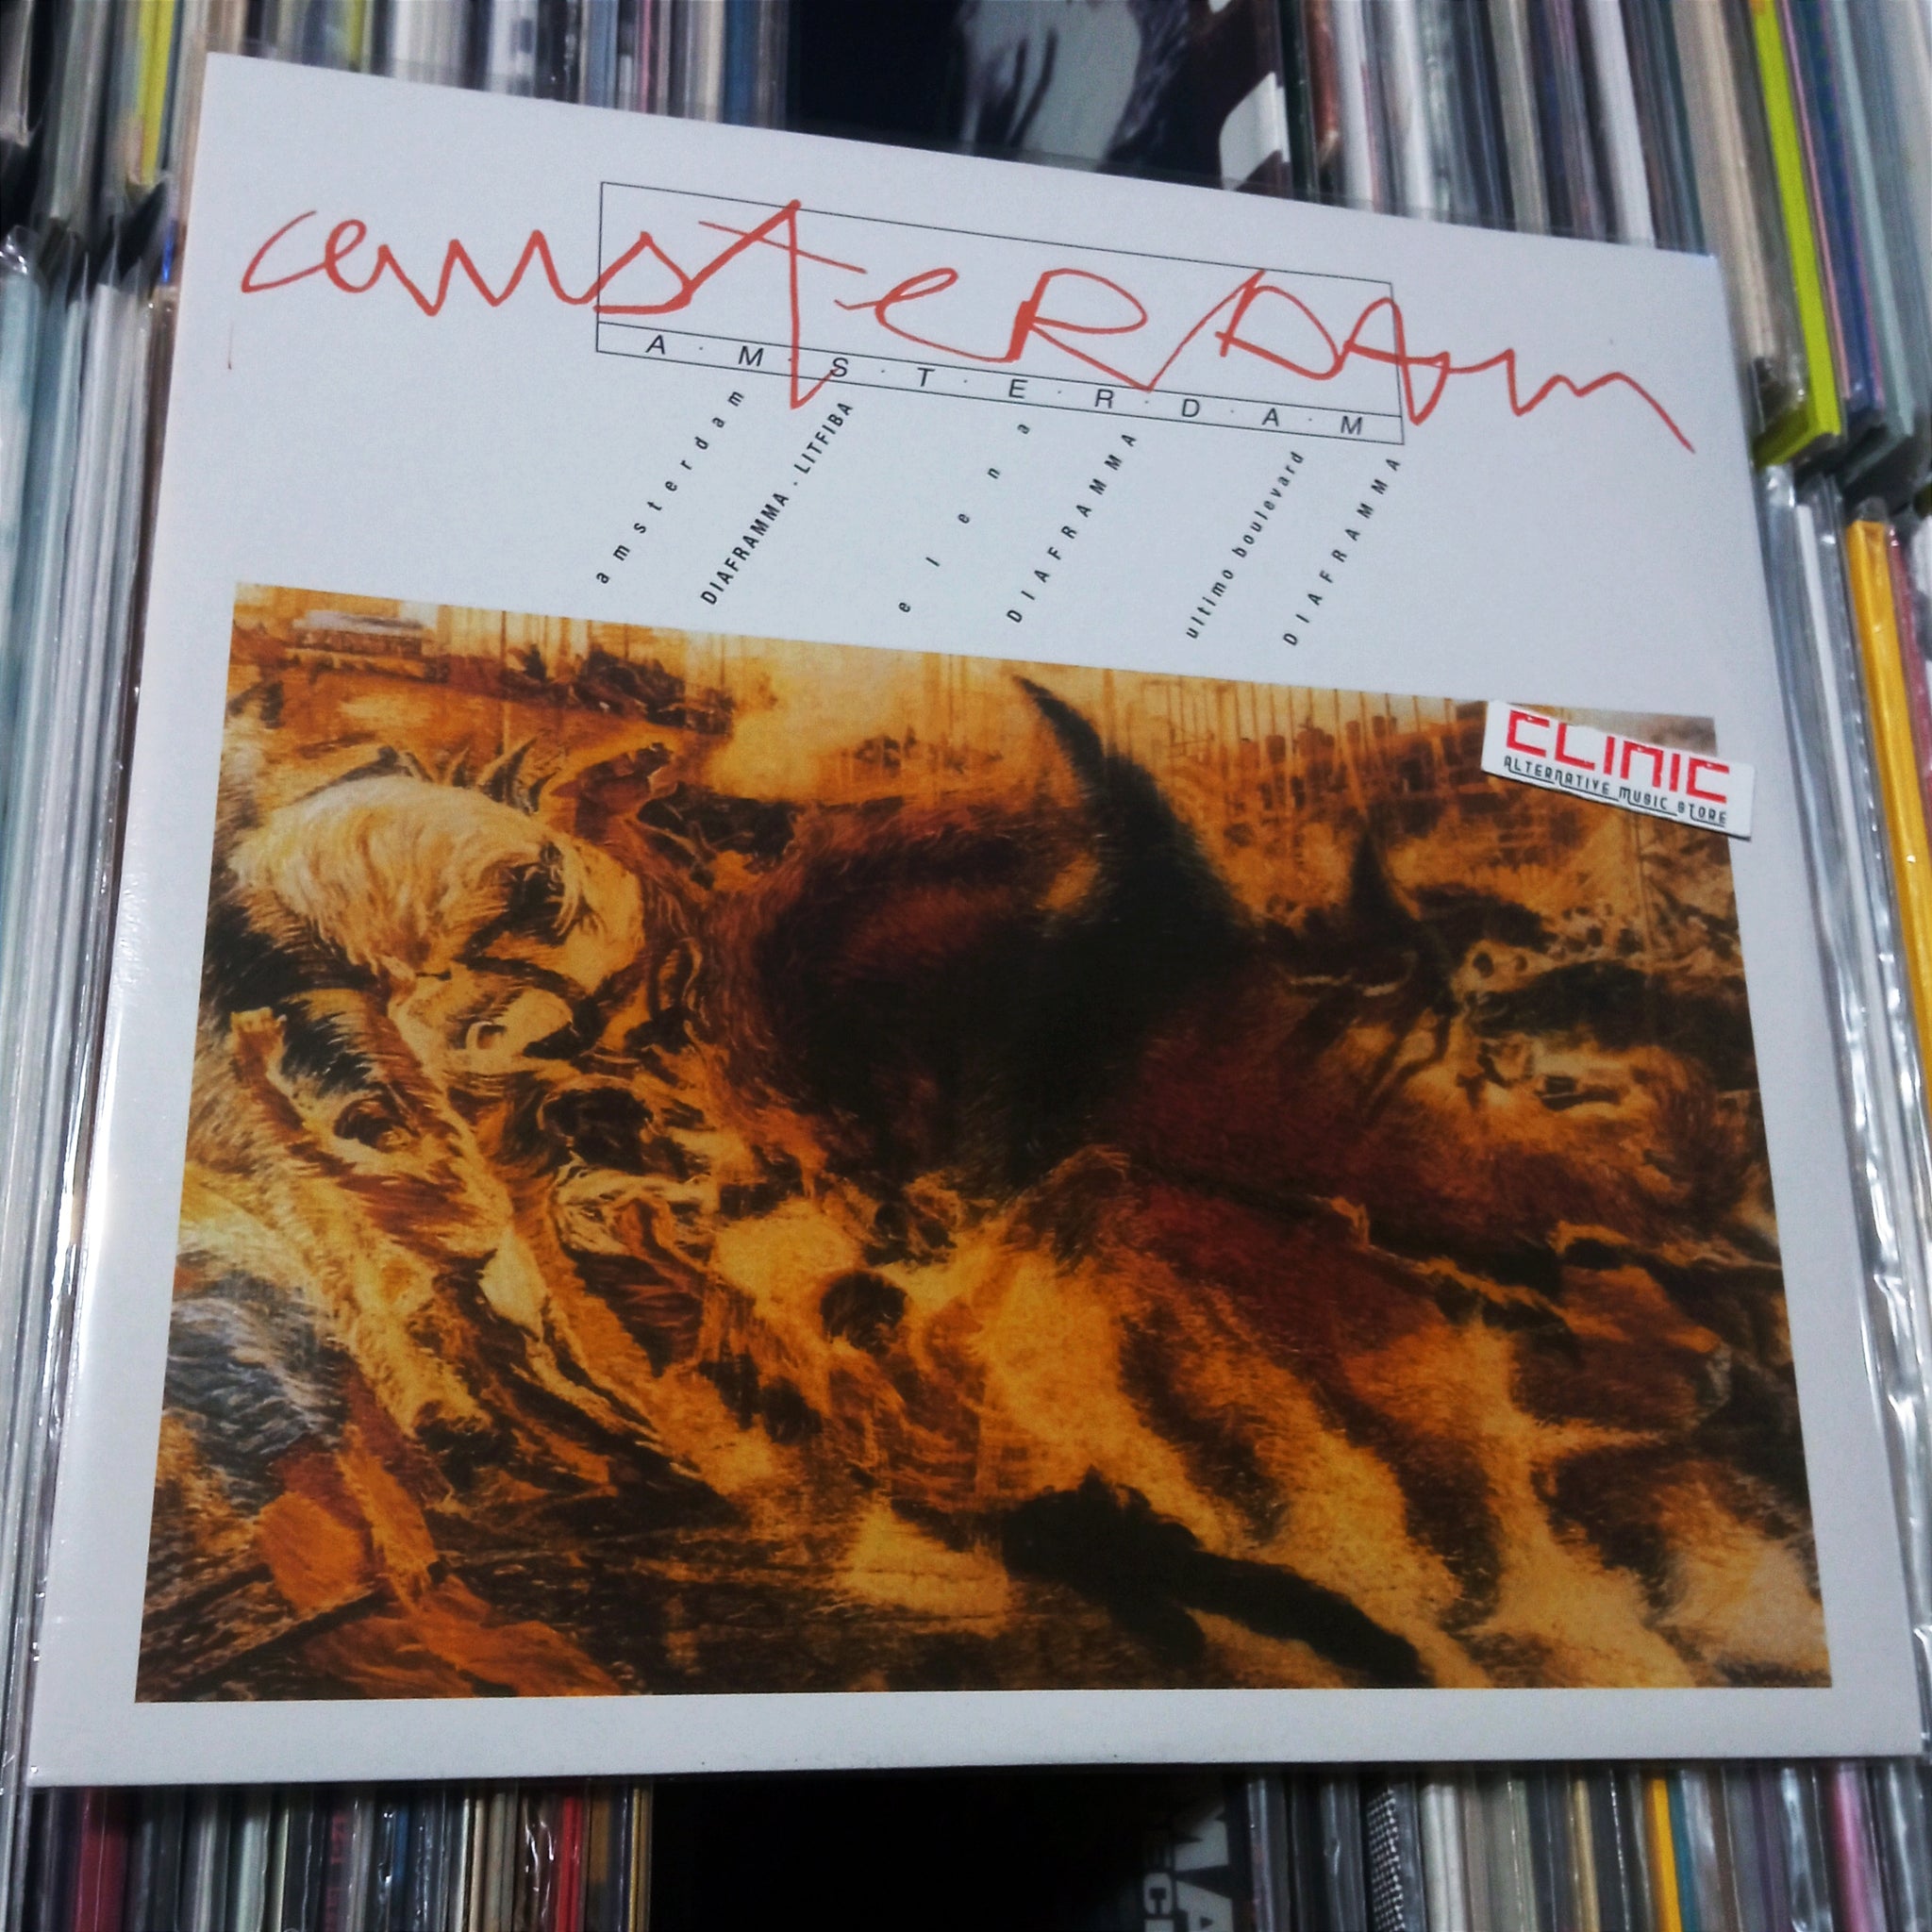 amsteRDAm
A·M·S·T·E·R·D·A·M
amsterdam
DIAFRAMMA . LITFIBA
elena
DIAFRAMMA
ultimo boulevard
DIAFRAMMA
CLINIC
ALTERNATIVE MUSIC STORE